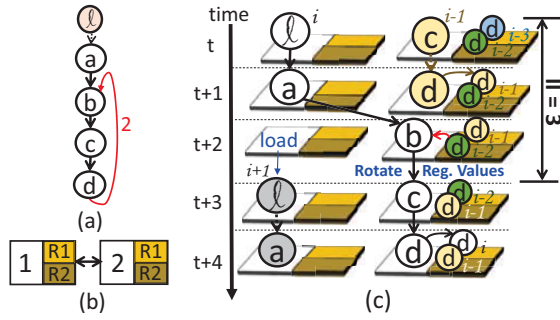 ℓ
a
b
c
d
2
(a)
1 R1 R2
2 R1 R2
(b)
time
t
t+1
t+2
t+3
t+4
ℓ i
c i-1
d i-3
d i-2
a
d
d i-1
d i-2
load
b
d i-1
d i-2
Rotate Reg. Values
i+1
ℓ
c
d i-2
d i-1
a
d
d i
d i-1
II = 3
(c)